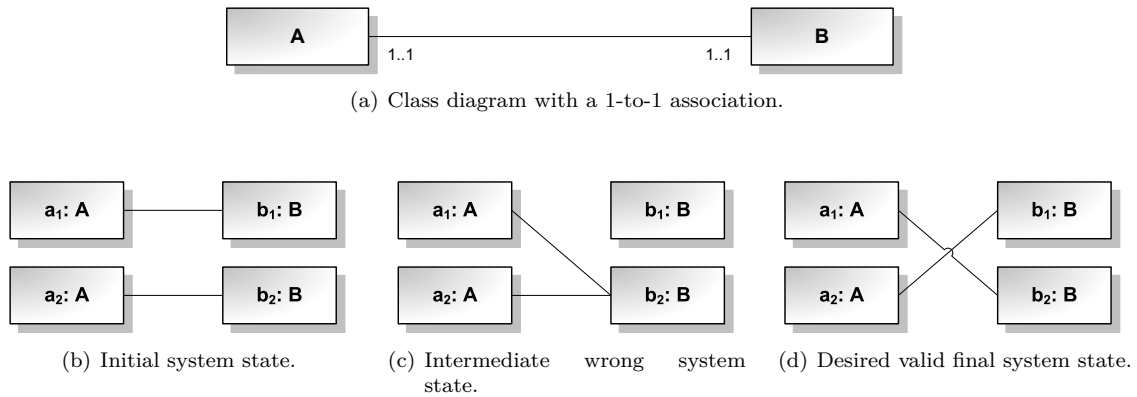 A
B
1..1
1..1
(a) Class diagram with a 1-to-1 association.
a₁: A
b₁: B
a₂: A
b₂: B
(b) Initial system state.
a₁: A
b₁: B
a₂: A
b₂: B
(c) Intermediate wrong system
state.
a₁: A
b₁: B
a₂: A
b₂: B
(d) Desired valid final system state.